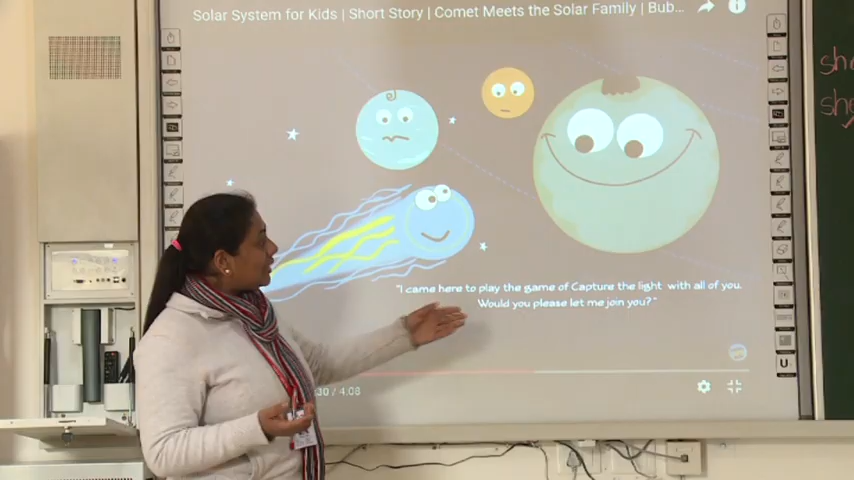 Solar System for Kids | Short Story | Comet Meets the Solar Family | Bub...
she
she
"I came here to play the game of Capture the light with all of you.
Would you please let me join you?"
:30 / 4:08
U